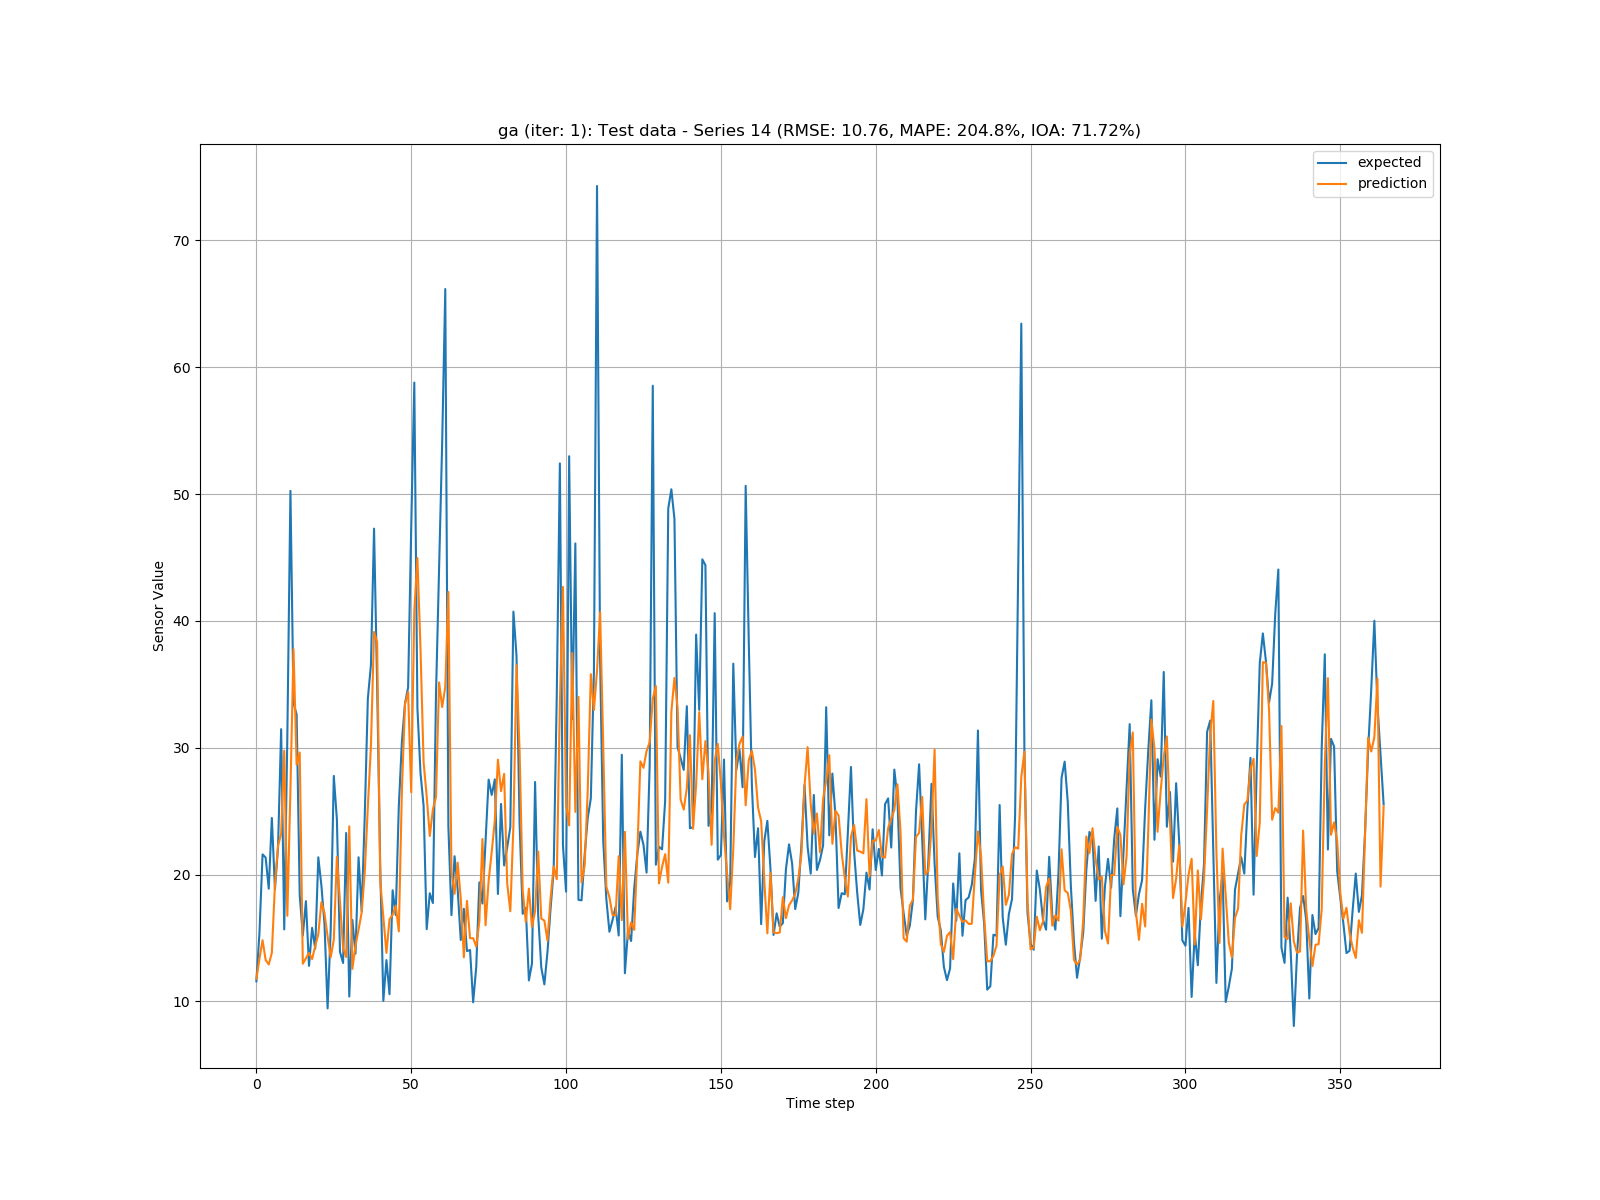 ga (iter: 1): Test data - Series 14 (RMSE: 10.76, MAPE: 204.8%, IOA: 71.72%)
expected
prediction
70
60
50
40
30
20
10
Sensor Value
0 50 100 150 200 250 300 350
Time step